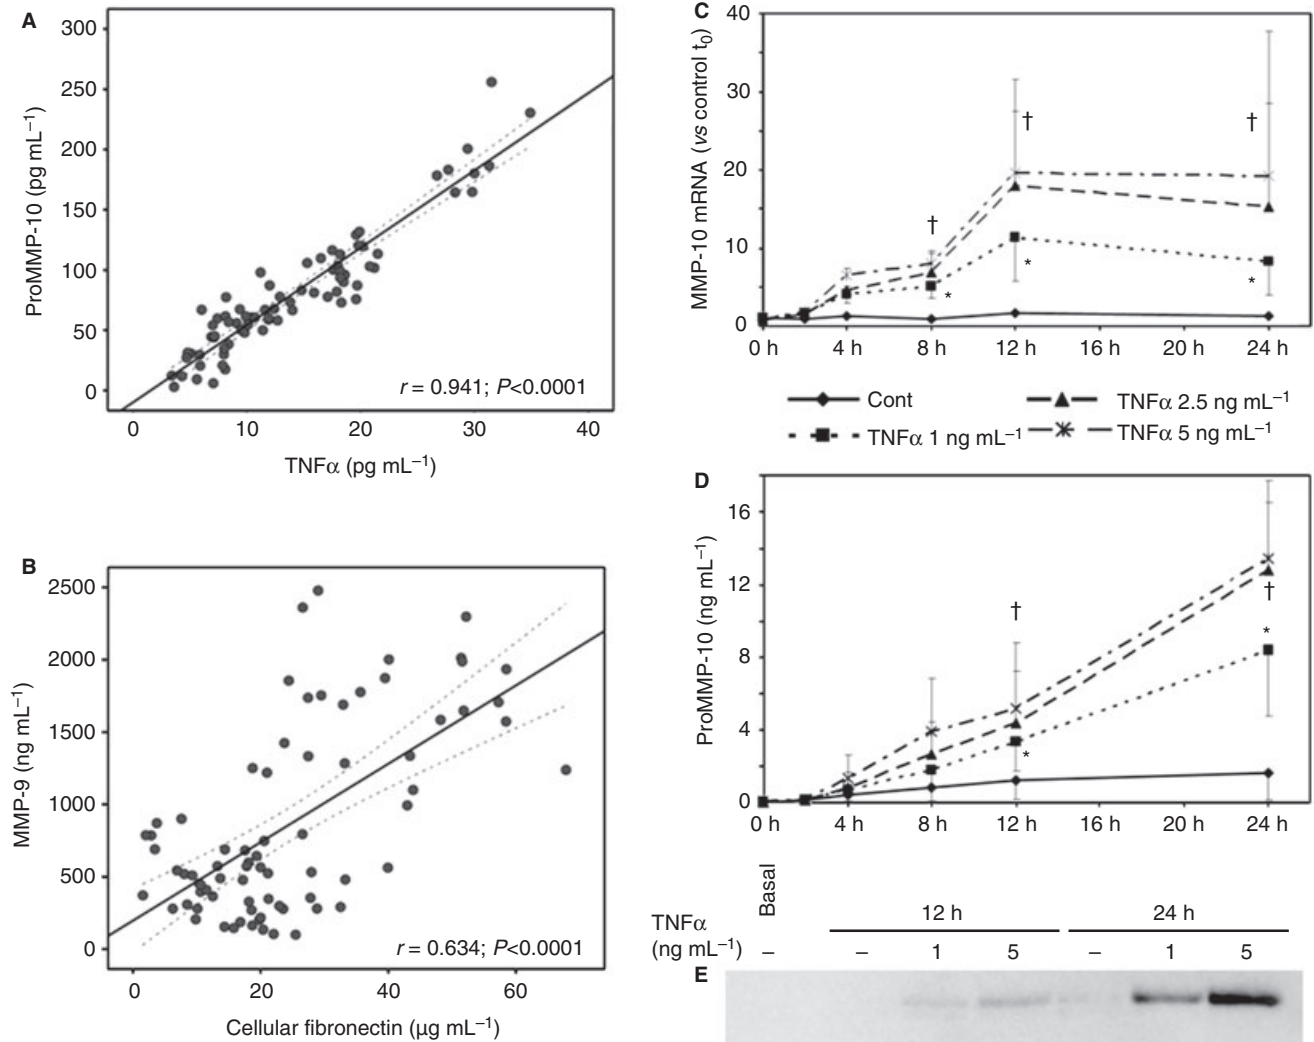 A
300
250
200
150
100
50
0
ProMMP-10 (pg mL⁻¹)
r = 0.941; P<0.0001
0 10 20 30 40
TNFα (pg mL⁻¹)
B
2500
2000
1500
1000
500
0
MMP-9 (ng mL⁻¹)
r = 0.634; P<0.0001
0 20 40 60
Cellular fibronectin (μg mL⁻¹)
C
40
30
20
10
0
MMP-10 mRNA (vs control t₀)
† † †
* * *
0 h 4 h 8 h 12 h 16 h 20 h 24 h
Cont
TNFα 2.5 ng mL⁻¹
TNFα 1 ng mL⁻¹
TNFα 5 ng mL⁻¹
D
16
12
8
4
0
ProMMP-10 (ng mL⁻¹)
† †
* *
0 h 4 h 8 h 12 h 16 h 20 h 24 h
Basal
12 h 24 h
TNFα
(ng mL⁻¹) – – 1 5 – 1 5
E